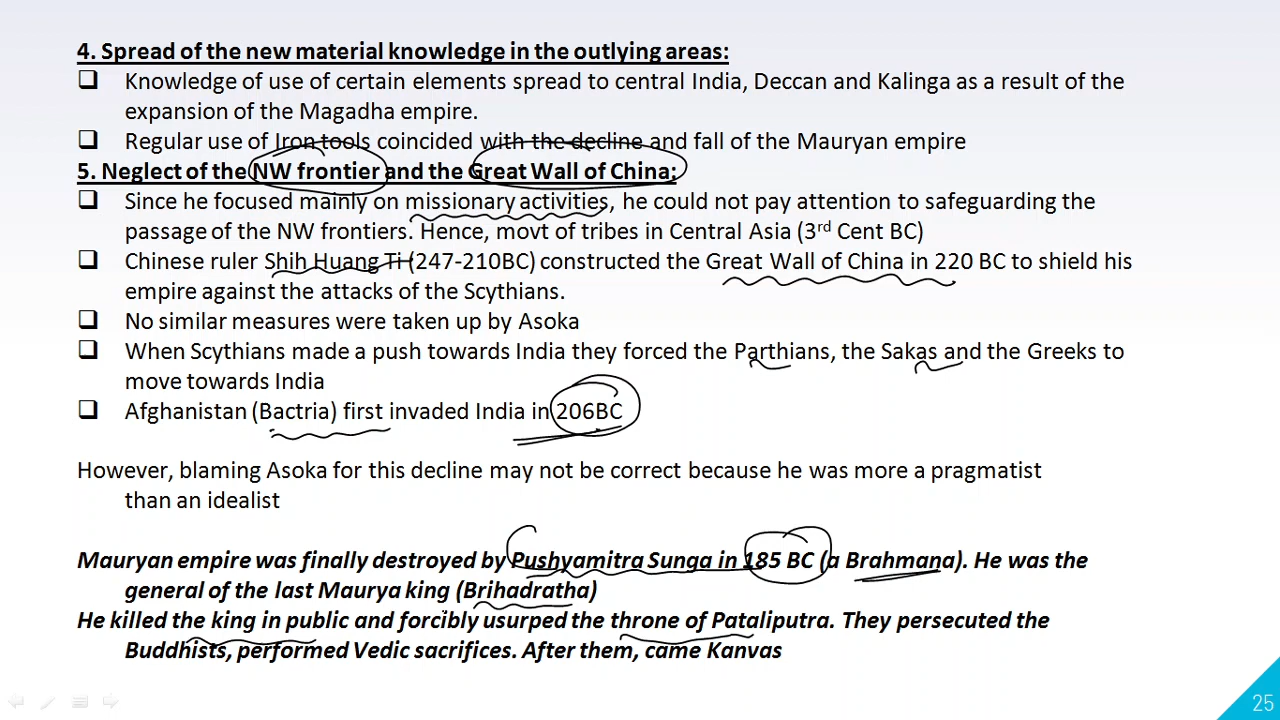 4. Spread of the new material knowledge in the outlying areas:
❑ Knowledge of use of certain elements spread to central India, Deccan and Kalinga as a result of the
expansion of the Magadha empire.
❑ Regular use of Iron tools coincided with the decline and fall of the Mauryan empire
5. Neglect of the NW frontier and the Great Wall of China:
❑ Since he focused mainly on missionary activities, he could not pay attention to safeguarding the
passage of the NW frontiers. Hence, movt of tribes in Central Asia (3rd Cent BC)
❑ Chinese ruler Shih Huang Ti (247-210BC) constructed the Great Wall of China in 220 BC to shield his
empire against the attacks of the Scythians.
❑ No similar measures were taken up by Asoka
❑ When Scythians made a push towards India they forced the Parthians, the Sakas and the Greeks to
move towards India
❑ Afghanistan (Bactria) first invaded India in 206BC
However, blaming Asoka for this decline may not be correct because he was more a pragmatist
than an idealist
Mauryan empire was finally destroyed by Pushyamitra Sunga in 185 BC (a Brahmana). He was the
general of the last Maurya king (Brihadratha)
He killed the king in public and forcibly usurped the throne of Pataliputra. They persecuted the
Buddhists, performed Vedic sacrifices. After them, came Kanvas
25